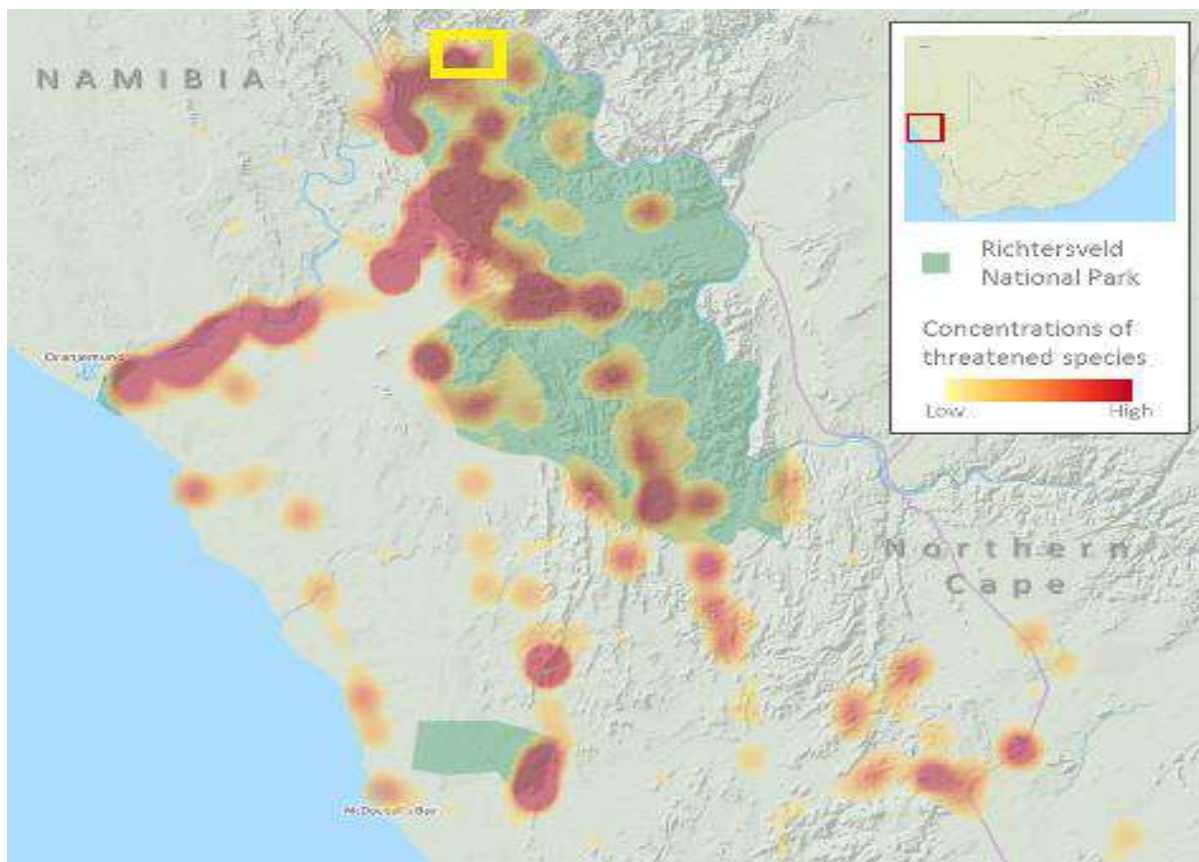 NAMIBIA
Richtersveld
National Park
Concentrations of
threatened species
Low
High
Oranjemund
Northern
Cape